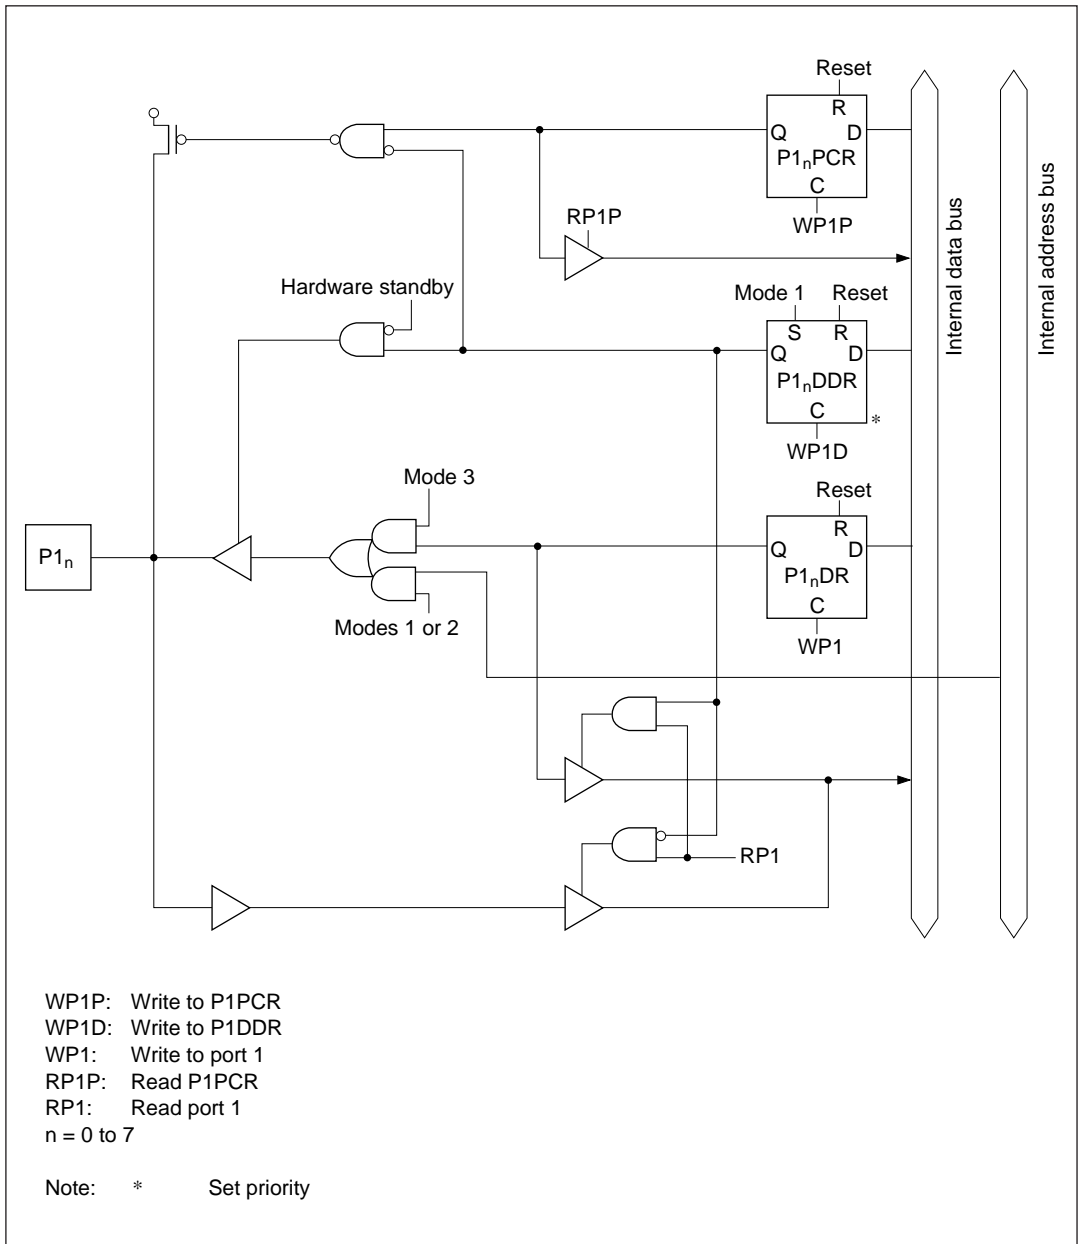 Reset
R
Q D
P1nPCR
C
WP1P
RP1P
Internal data bus
Internal address bus
Hardware standby
Mode 1 Reset
S R
Q D
P1nDDR
C
*
WP1D
Mode 3
Reset
R
Q D
P1nDR
C
WP1
P1n
Modes 1 or 2
RP1
WP1P: Write to P1PCR
WP1D: Write to P1DDR
WP1: Write to port 1
RP1P: Read P1PCR
RP1: Read port 1
n = 0 to 7
Note: * Set priority